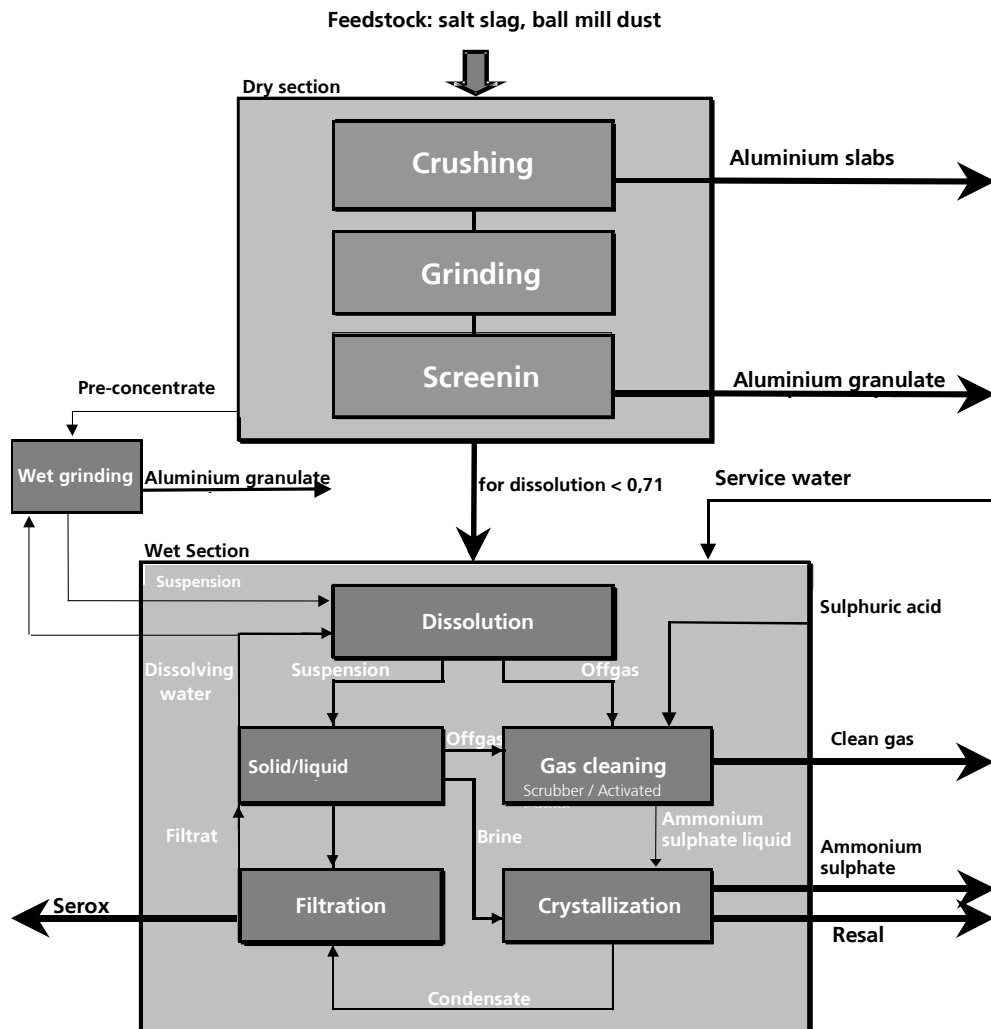 Feedstock: salt slag, ball mill dust
Dry section
Crushing
Aluminium slabs
Grinding
Screenin
Pre-concentrate
Aluminium granulate
Wet grinding
Aluminium granulate
for dissolution < 0,71
Service water
Wet Section
Suspension
Dissolution
Sulphuric acid
Dissolving
water
Suspension
Offgas
Solid/liquid
Offgas
Gas cleaning
Scrubber / Activated
Clean gas
Filtrat
Brine
Ammonium
sulphate liquid
Ammonium
sulphate
Serox
Filtration
Crystallization
Resal
Condensate